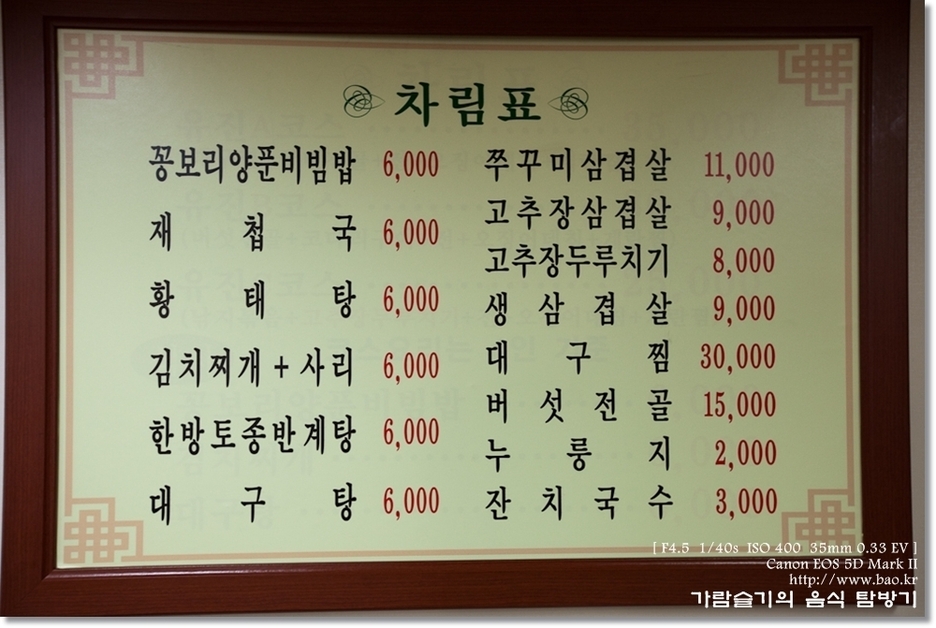 차림표
꽁보리양푼비빔밥 6,000
재첩국 6,000
황태탕 6,000
김치찌개+사리 6,000
한방토종반계탕 6,000
대구탕 6,000
쭈꾸미삼겹살 11,000
고추장삼겹살 9,000
고추장두루치기 8,000
생삼겹살 9,000
대구찜 30,000
버섯전골 15,000
누룽지 2,000
잔치국수 3,000
[ F4.5 1/40s ISO 400 35mm 0.33 EV ]
Canon EOS 5D Mark II
http://www.bao.kr
가람슬기의 음식 탐방기